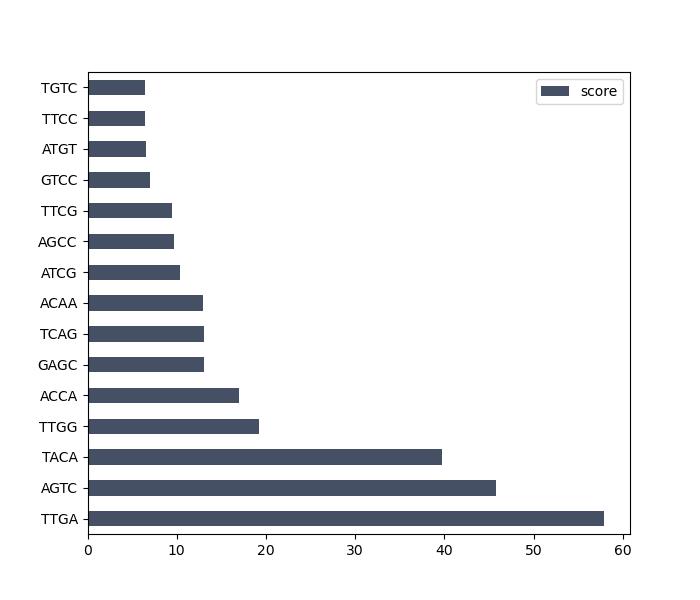 score
TGTC
TTCC
ATGT
GTCC
TTCG
AGCC
ATCG
ACAA
TCAG
GAGC
ACCA
TTGG
TACA
AGTC
TTGA
0 10 20 30 40 50 60